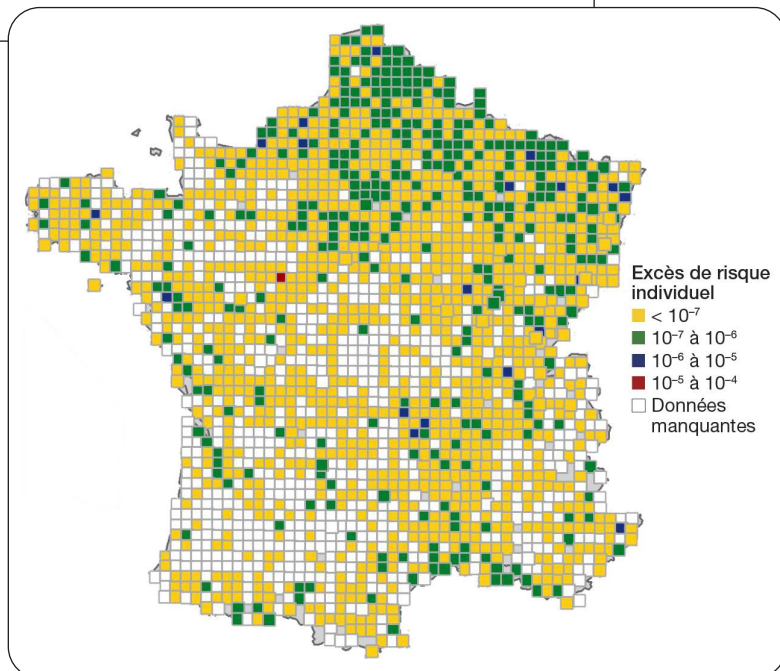 Excès de risque
individuel
< 10⁻⁷
10⁻⁷ à 10⁻⁶
10⁻⁶ à 10⁻⁵
10⁻⁵ à 10⁻⁴
Données
manquantes